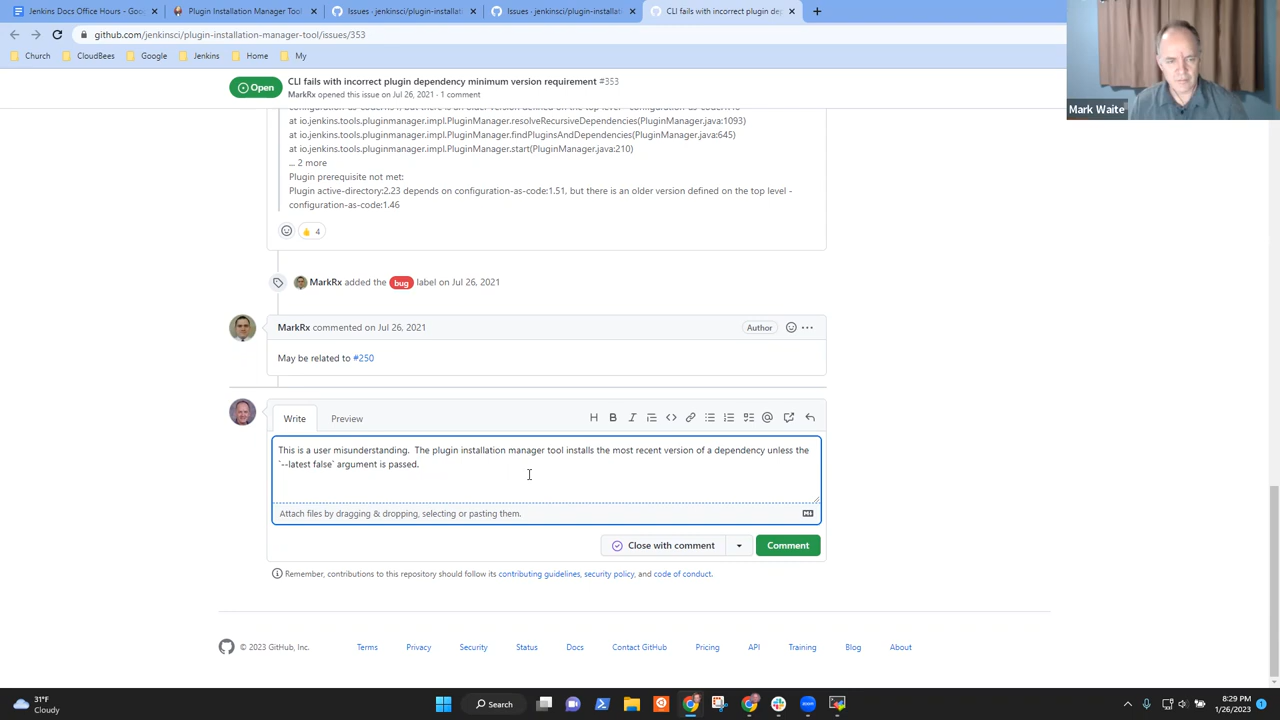 Jenkins Docs Office Hours - Goog
Plugin Installation Manager Tool
Issues · jenkinsci/plugin-installat
Issues · jenkinsci/plugin-installat
CLI fails with incorrect plugin dep
github.com/jenkinsci/plugin-installation-manager-tool/issues/353
Church
CloudBees
Google
Jenkins
Home
My
Mark Waite
Open
CLI fails with incorrect plugin dependency minimum version requirement #353
MarkRx opened this issue on Jul 26, 2021 · 1 comment
at io.jenkins.tools.pluginmanager.impl.PluginManager.resolveRecursiveDependencies(PluginManager.java:1093)
at io.jenkins.tools.pluginmanager.impl.PluginManager.findPluginsAndDependencies(PluginManager.java:645)
at io.jenkins.tools.pluginmanager.impl.PluginManager.start(PluginManager.java:210)
... 2 more
Plugin prerequisite not met:
Plugin active-directory:2.23 depends on configuration-as-code:1.51, but there is an older version defined on the top level -
configuration-as-code:1.46
4
MarkRx added the bug label on Jul 26, 2021
MarkRx commented on Jul 26, 2021
Author
May be related to #250
Write
Preview
H B I
This is a user misunderstanding.  The plugin installation manager tool installs the most recent version of a dependency unless the
`--latest false` argument is passed.
Attach files by dragging & dropping, selecting or pasting them.
Close with comment
Comment
Remember, contributions to this repository should follow its contributing guidelines, security policy, and code of conduct.
© 2023 GitHub, Inc.
Terms
Privacy
Security
Status
Docs
Contact GitHub
Pricing
API
Training
Blog
About
31°F
Cloudy
Search
8:29 PM
1/26/2023